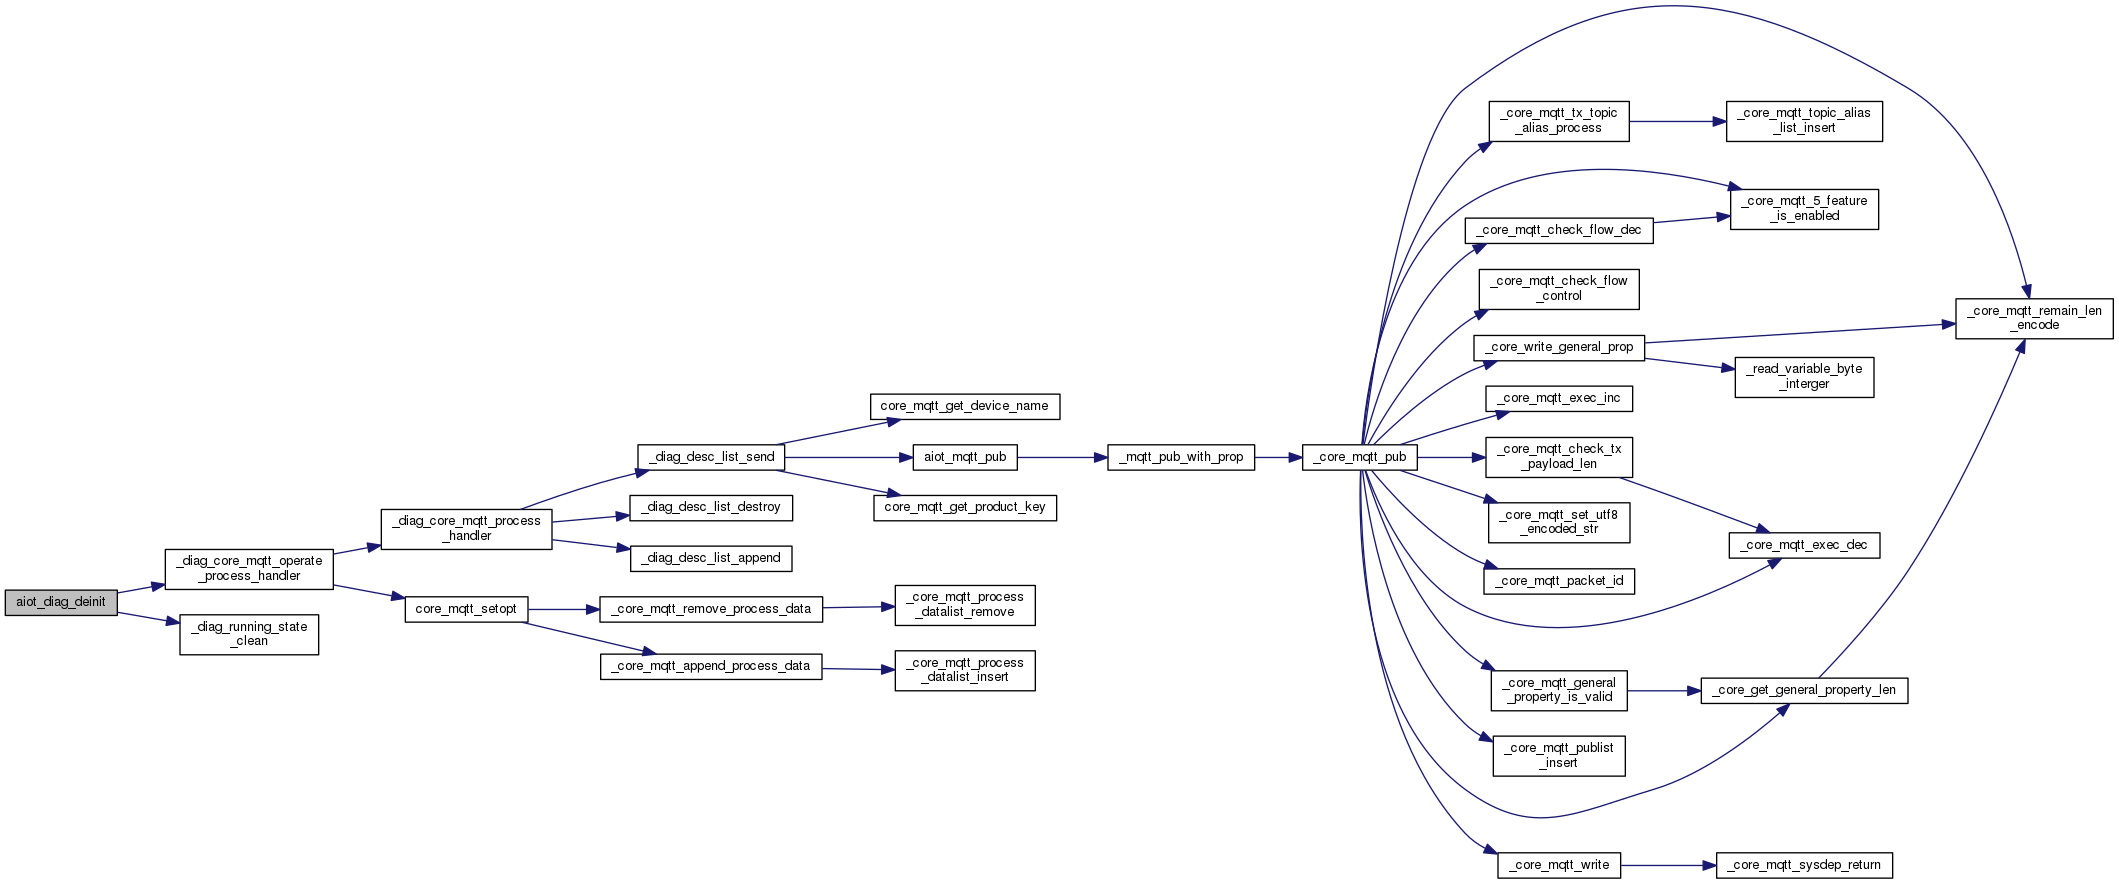 aiot_diag_deinit
_diag_core_mqtt_operate
_process_handler
_diag_running_state
_clean
_diag_core_mqtt_process
_handler
core_mqtt_setopt
_diag_desc_list_send
_diag_desc_list_destroy
_diag_desc_list_append
_core_mqtt_remove_process_data
_core_mqtt_append_process_data
core_mqtt_get_device_name
aiot_mqtt_pub
core_mqtt_get_product_key
_core_mqtt_process
_datalist_remove
_core_mqtt_process
_datalist_insert
_mqtt_pub_with_prop
_core_mqtt_pub
_core_mqtt_tx_topic
_alias_process
_core_mqtt_check_flow_dec
_core_mqtt_check_flow
_control
_core_write_general_prop
_core_mqtt_exec_inc
_core_mqtt_check_tx
_payload_len
_core_mqtt_set_utf8
_encoded_str
_core_mqtt_packet_id
_core_mqtt_general
_property_is_valid
_core_mqtt_publist
_insert
_core_mqtt_write
_core_mqtt_topic_alias
_list_insert
_core_mqtt_5_feature
_is_enabled
_read_variable_byte
_interger
_core_mqtt_exec_dec
_core_get_general_property_len
_core_mqtt_sysdep_return
_core_mqtt_remain_len
_encode